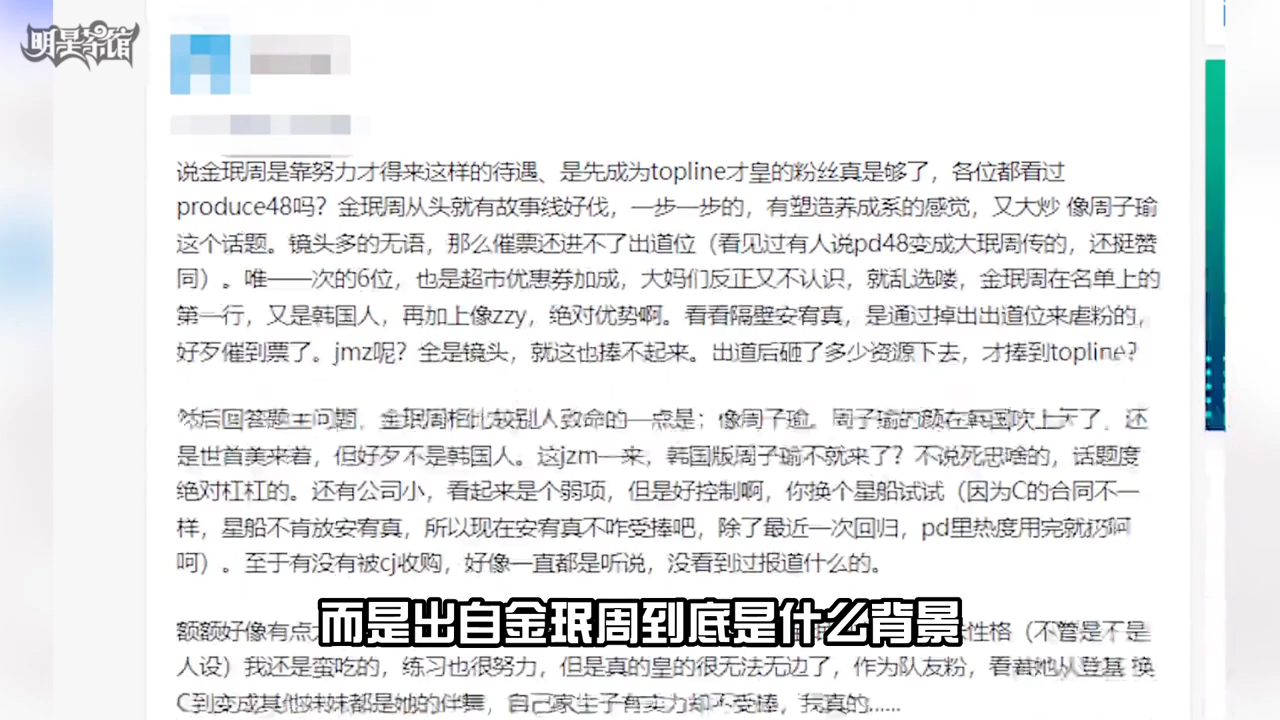 明星茶馆
说金珉周是靠努力才得来这样的待遇、是先成为topline才皇的粉丝真是够了，各位都看过
produce48吗？金珉周从头就有故事线好伐，一步一步的，有塑造养成系的感觉，又大炒 像周子瑜
这个话题。镜头多的无语，那么催票还进不了出道位（看见过有人说pd48变成大珉周传的，还挺赞
同）。唯一一次的6位，也是超市优惠券加成，大妈们反正又不认识，就乱选喽，金珉周在名单上的
第一行，又是韩国人，再加上像zzy，绝对优势啊。看看隔壁安宥真，是通过掉出出道位来虐粉的，
好歹催到票了。jmz呢？全是镜头，就这也捧不起来。出道后砸了多少资源下去，才捧到topline？
然后回答题主问题，金珉周相比较别人致命的一点是：像周子瑜。周子瑜的颜在韩国吹上天了，还
是世首美来着，但好歹不是韩国人。这jzm一来，韩国版周子瑜不就来了？不说死忠啥的，话题度
绝对杠杠的。还有公司小，看起来是个弱项，但是好控制啊，你换个星船试试（因为C的合同不一
样，星船不肯放安宥真，所以现在安宥真不咋受捧吧，除了最近一次回归，pd里热度用完就扔呵
呵）。至于有没有被cj收购，好像一直都是听说，没看到过报道什么的。
额额好像有点
性格（不管是不是
而是出自金珉周到底是什么背景
人设）我还是蛮吃的，练习也很努力，但是真的皇的很无法无边了，作为队友粉，看着她从登基 换
C到变成其他妹妹都是她的伴舞，自己家生子有实力却不受捧，我真的......